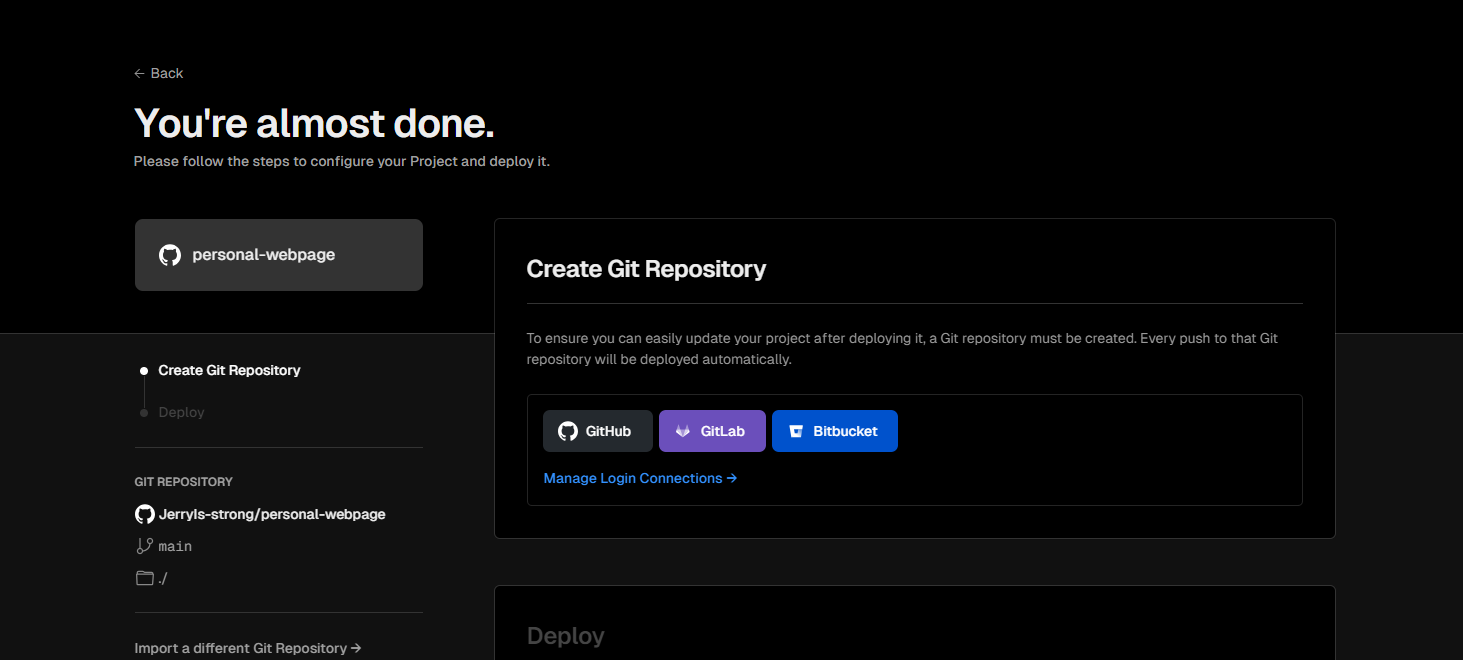 ← Back
You're almost done.
Please follow the steps to configure your Project and deploy it.
personal-webpage
Create Git Repository
Deploy
GIT REPOSITORY
JerryIs-strong/personal-webpage
main
./
Import a different Git Repository →
Create Git Repository
To ensure you can easily update your project after deploying it, a Git repository must be created. Every push to that Git
repository will be deployed automatically.
GitHub
GitLab
Bitbucket
Manage Login Connections →
Deploy